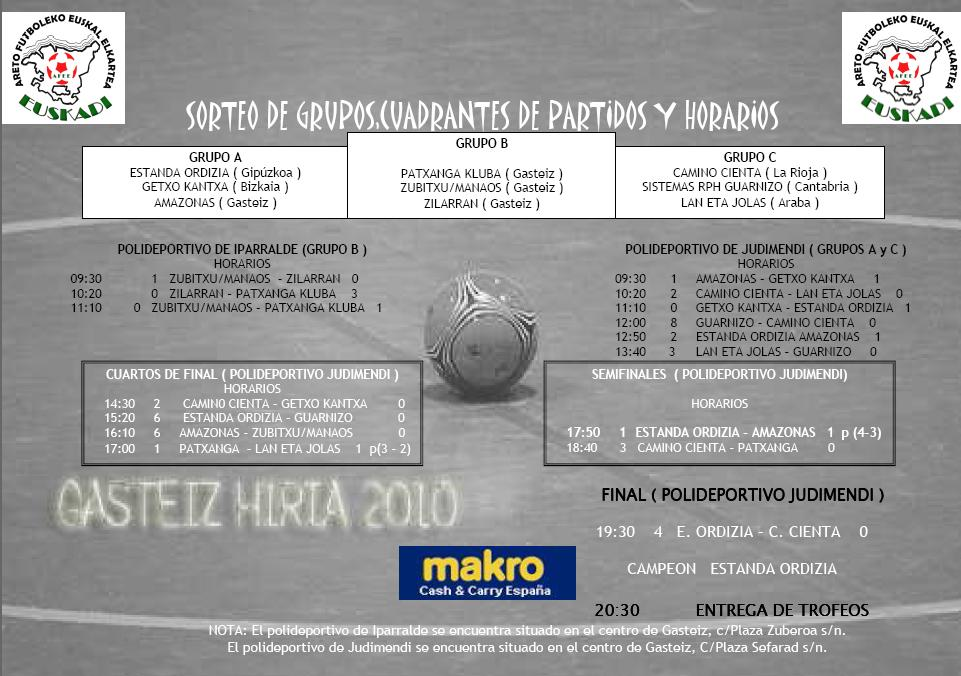 ARETO FUTBOLEKO EUSKAL ELKARTEA
AFEE
EUSKADI
ARETO FUTBOLEKO EUSKAL ELKARTEA
AFEE
EUSKADI
SORTEO DE GRUPOS,CUADRANTES DE PARTIDOS Y HORARIOS
GRUPO A
ESTANDA ORDIZIA ( Gipúzkoa )
GETXO KANTXA ( Bizkaia )
AMAZONAS ( Gasteiz )
GRUPO B
PATXANGA KLUBA ( Gasteiz )
ZUBITXU/MANAOS ( Gasteiz )
ZILARRAN ( Gasteiz )
GRUPO C
CAMINO CIENTA ( La Rioja )
SISTEMAS RPH GUARNIZO ( Cantabria )
LAN ETA JOLAS ( Araba )
POLIDEPORTIVO DE IPARRALDE (GRUPO B )
HORARIOS
09:30 1 ZUBITXU/MANAOS – ZILARRAN 0
10:20 0 ZILARRAN – PATXANGA KLUBA 3
11:10 0 ZUBITXU/MANAOS – PATXANGA KLUBA 1
POLIDEPORTIVO DE JUDIMENDI ( GRUPOS A y C )
HORARIOS
09:30 1 AMAZONAS – GETXO KANTXA 1
10:20 2 CAMINO CIENTA – LAN ETA JOLAS 0
11:10 0 GETXO KANTXA – ESTANDA ORDIZIA 1
12:00 8 GUARNIZO – CAMINO CIENTA 0
12:50 2 ESTANDA ORDIZIA AMAZONAS 1
13:40 3 LAN ETA JOLAS – GUARNIZO 0
CUARTOS DE FINAL ( POLIDEPORTIVO JUDIMENDI )
HORARIOS
14:30 2 CAMIN0 CIENTA – GETXO KANTXA 0
15:20 6 ESTANDA ORDIZIA – GUARNIZO 0
16:10 6 AMAZONAS – ZUBITXU/MANAOS 0
17:00 1 PATXANGA – LAN ETA JOLAS 1 p(3 – 2)
SEMIFINALES ( POLIDEPORTIVO JUDIMENDI)
HORARIOS
17:50 1 ESTANDA ORDIZIA – AMAZONAS 1 p (4-3)
18:40 3 CAMINO CIENTA – PATXANGA 0
GASTEIZ HIRIA 2010
FINAL ( POLIDEPORTIVO JUDIMENDI )
19:30 4 E. ORDIZIA – C. CIENTA 0
CAMPEON ESTANDA ORDIZIA
makro
Cash & Carry España
20:30 ENTREGA DE TROFEOS
NOTA: El polideportivo de Iparralde se encuentra situado en el centro de Gasteiz, c/Plaza Zuberoa s/n.
El polideportivo de Judimendi se encuentra situado en el centro de Gasteiz, C/Plaza Sefarad s/n.